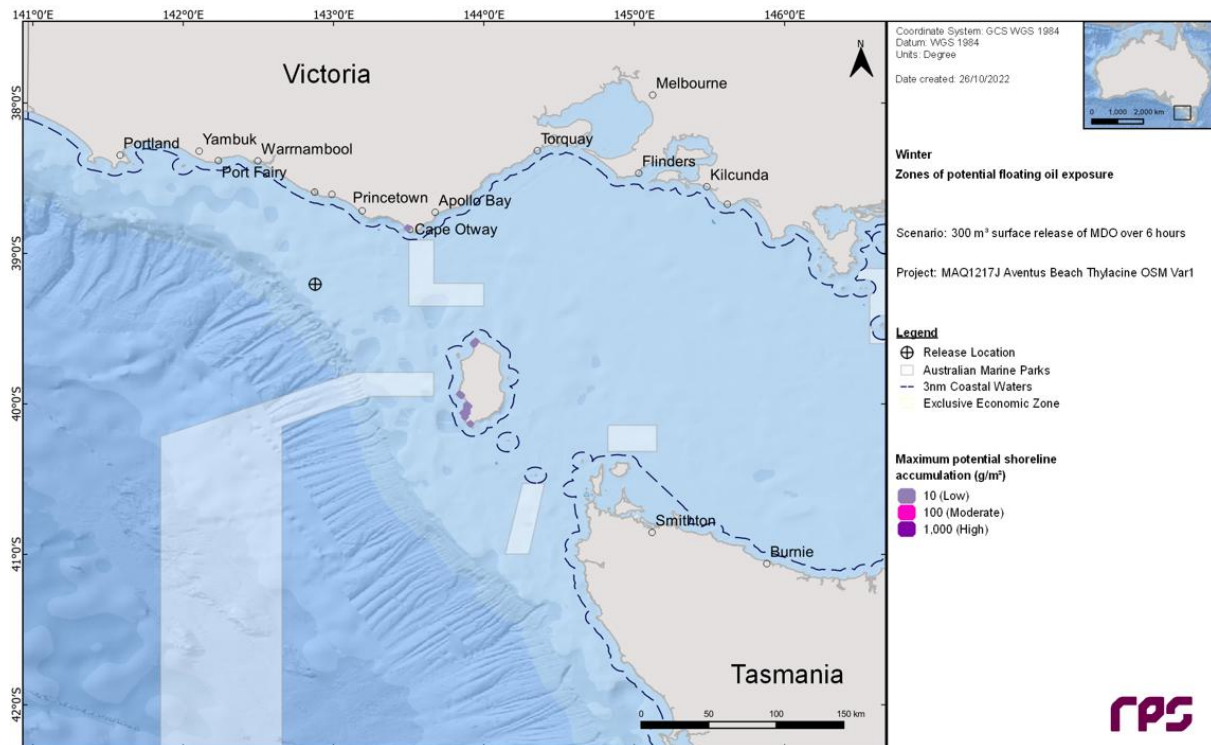 141°0'E
142°0'E
143°0'E
144°0'E
145°0'E
146°0'E
38°0'S
39°0'S
40°0'S
41°0'S
42°0'S
Victoria
N
Melbourne
Portland
Yambuk
Warrnambool
Port Fairy
Torquay
Flinders
Kilcunda
Princetown
Apollo Bay
Cape Otway
Smithton
Burnie
Tasmania
0 50 100 150 km
Coordinate System: GCS WGS 1984
Datum: WGS 1984
Units: Degree
Date created: 26/10/2022
0 1,000 2,000 km
Winter
Zones of potential floating oil exposure
Scenario: 300 m³ surface release of MDO over 6 hours
Project: MAQ1217J Aventus Beach Thylacine OSM Var1
Legend
Release Location
Australian Marine Parks
3nm Coastal Waters
Exclusive Economic Zone
Maximum potential shoreline
accumulation (g/m²)
10 (Low)
100 (Moderate)
1,000 (High)
rps